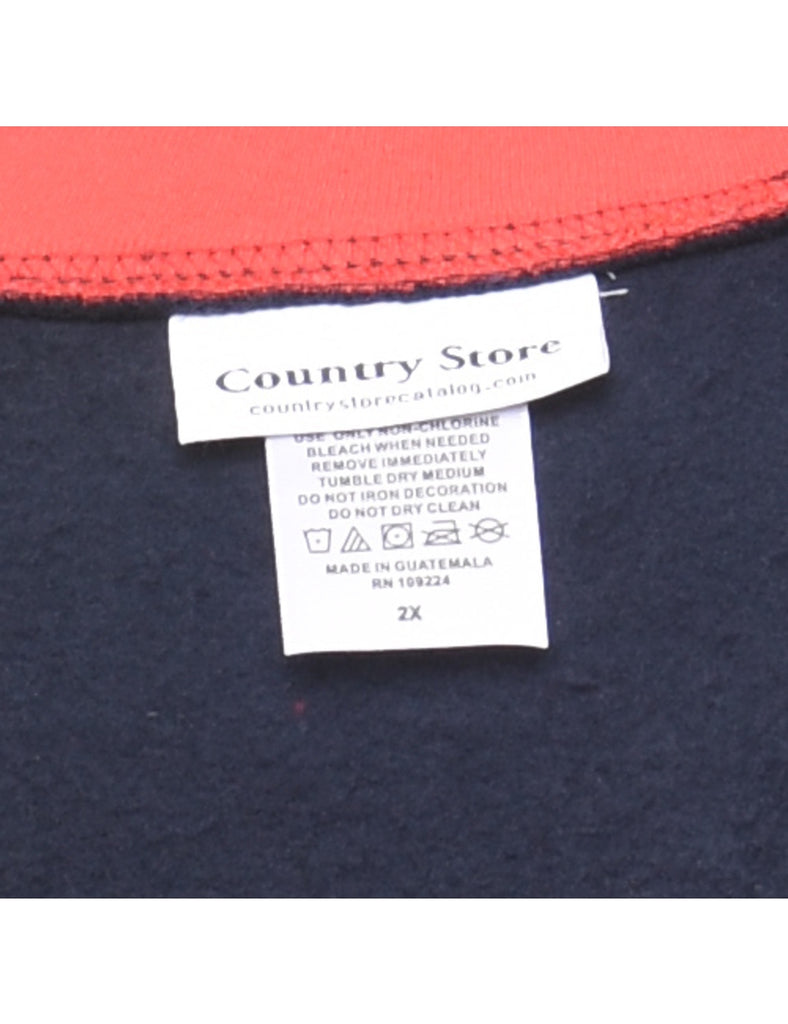 Country Store
countrystorecatalog.com
USE ONLY NON-CHLORINE
BLEACH WHEN NEEDED
REMOVE IMMEDIATELY
TUMBLE DRY MEDIUM
DO NOT IRON DECORATION
DO NOT DRY CLEAN
MADE IN GUATEMALA
RN 109224
2X